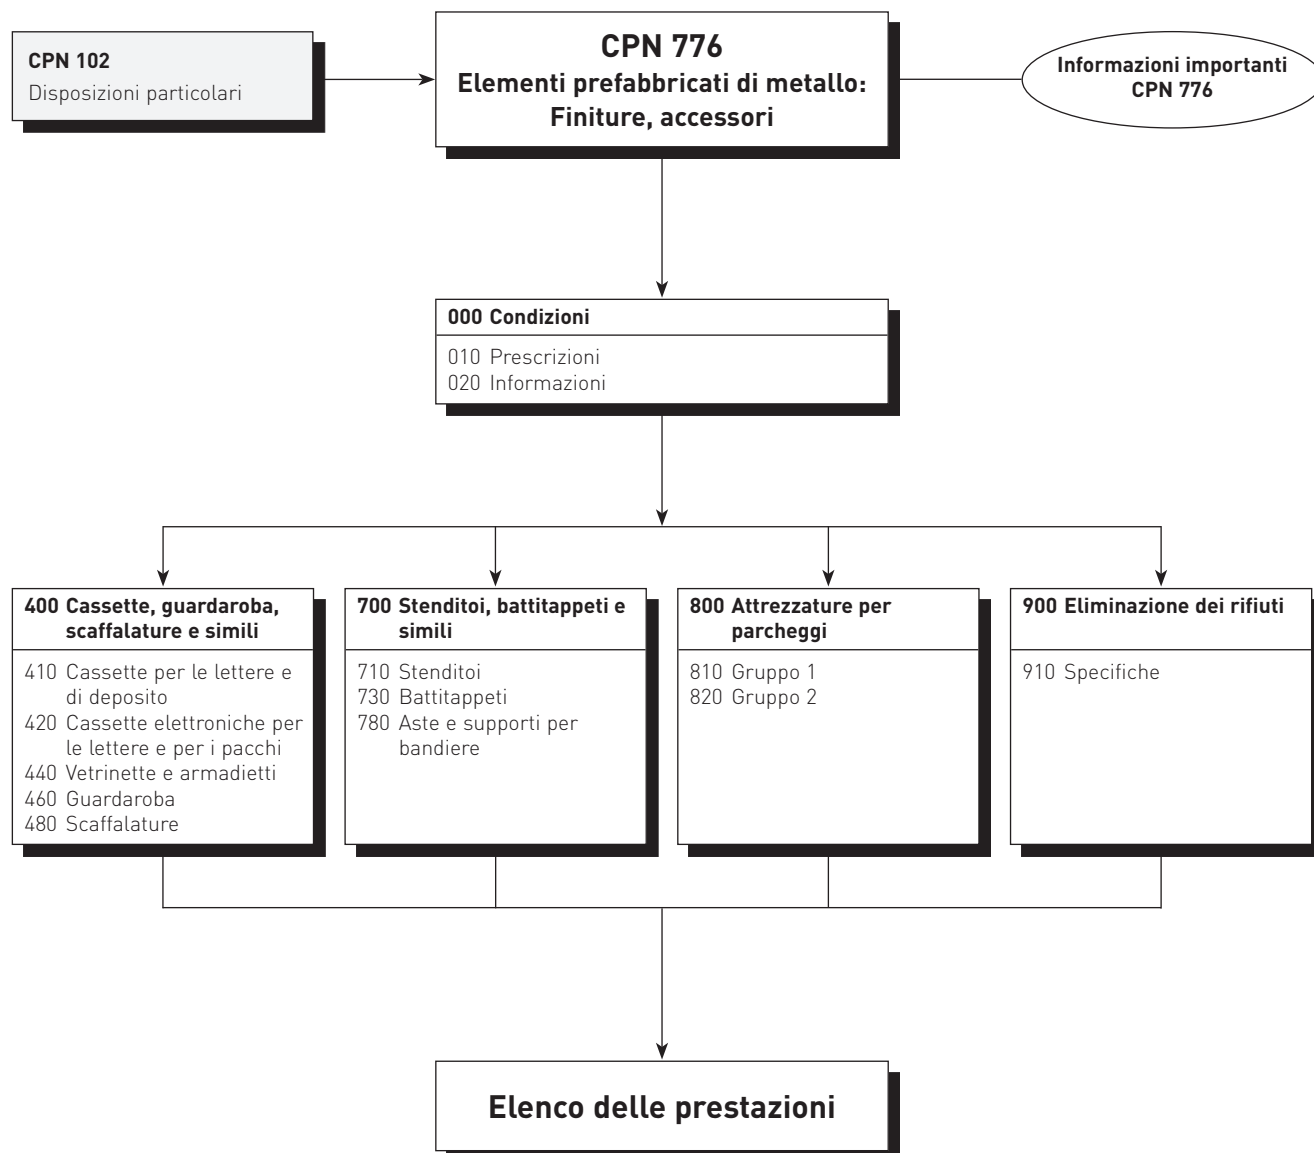 CPN 102
Disposizioni particolari
CPN 776
Elementi prefabbricati di metallo:
Finiture, accessori
Informazioni importanti
CPN 776
000 Condizioni
010 Prescrizioni
020 Informazioni
400 Cassette, guardaroba,
scaffalature e simili
410 Cassette per le lettere e
di deposito
420 Cassette elettroniche per
le lettere e per i pacchi
440 Vetrinette e armadietti
460 Guardaroba
480 Scaffalature
700 Stenditoi, battitappeti e
simili
710 Stenditoi
730 Battitappeti
780 Aste e supporti per
bandiere
800 Attrezzature per
parcheggi
810 Gruppo 1
820 Gruppo 2
900 Eliminazione dei rifiuti
910 Specifiche
Elenco delle prestazioni